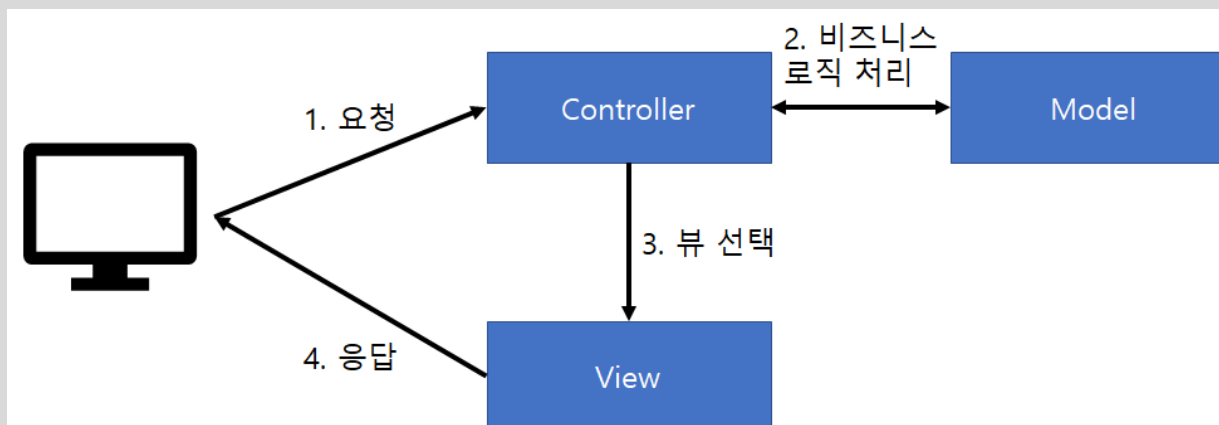 2. 비즈니스
로직 처리
Controller
Model
1. 요청
3. 뷰 선택
4. 응답
View